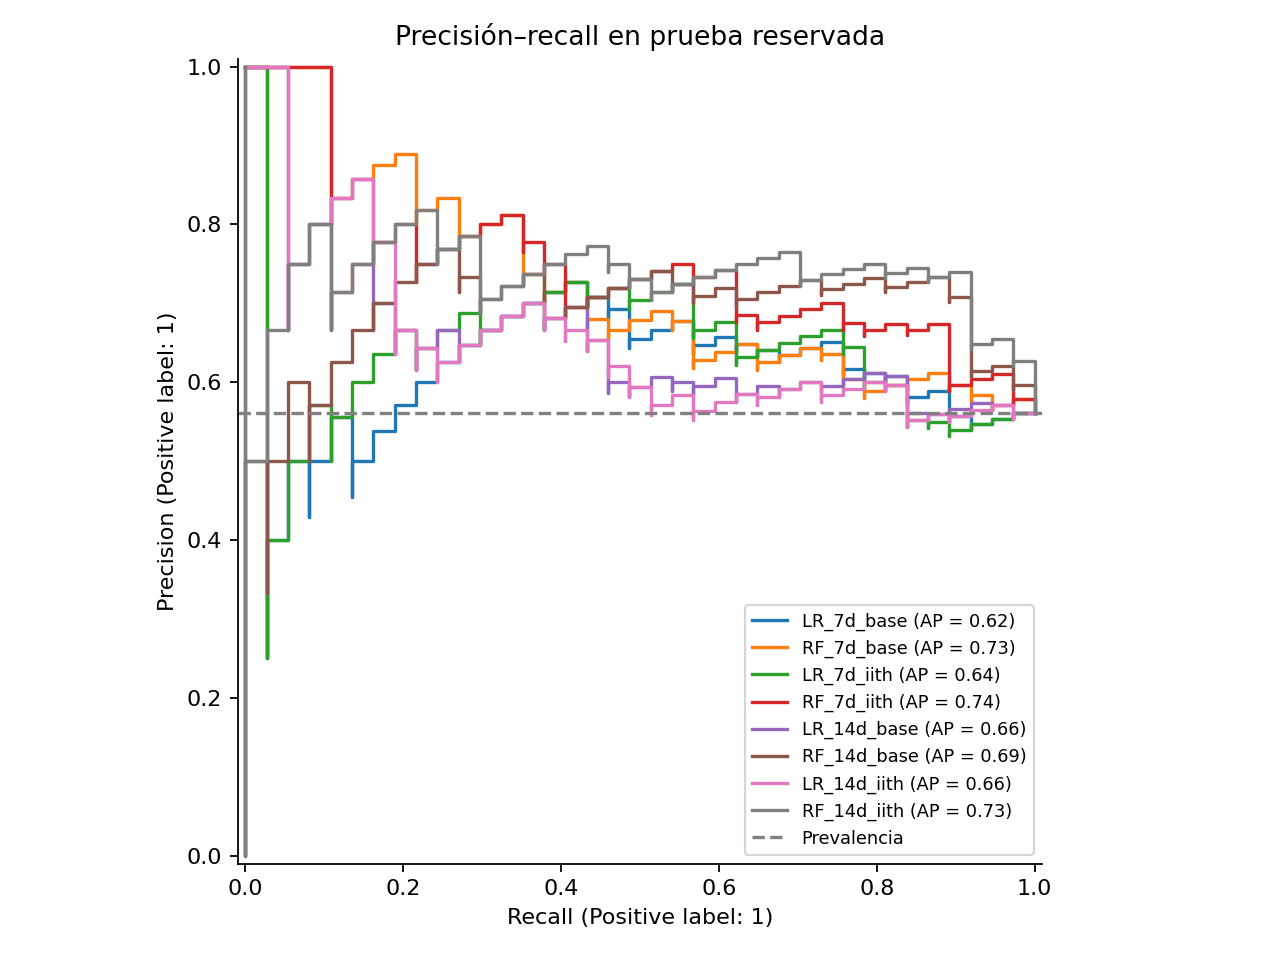 Precisión–recall en prueba reservada
Precision (Positive label: 1)
1.0
0.8
0.6
0.4
0.2
0.0
0.0 0.2 0.4 0.6 0.8 1.0
Recall (Positive label: 1)
LR_7d_base (AP = 0.62)
RF_7d_base (AP = 0.73)
LR_7d_iith (AP = 0.64)
RF_7d_iith (AP = 0.74)
LR_14d_base (AP = 0.66)
RF_14d_base (AP = 0.69)
LR_14d_iith (AP = 0.66)
RF_14d_iith (AP = 0.73)
Prevalencia